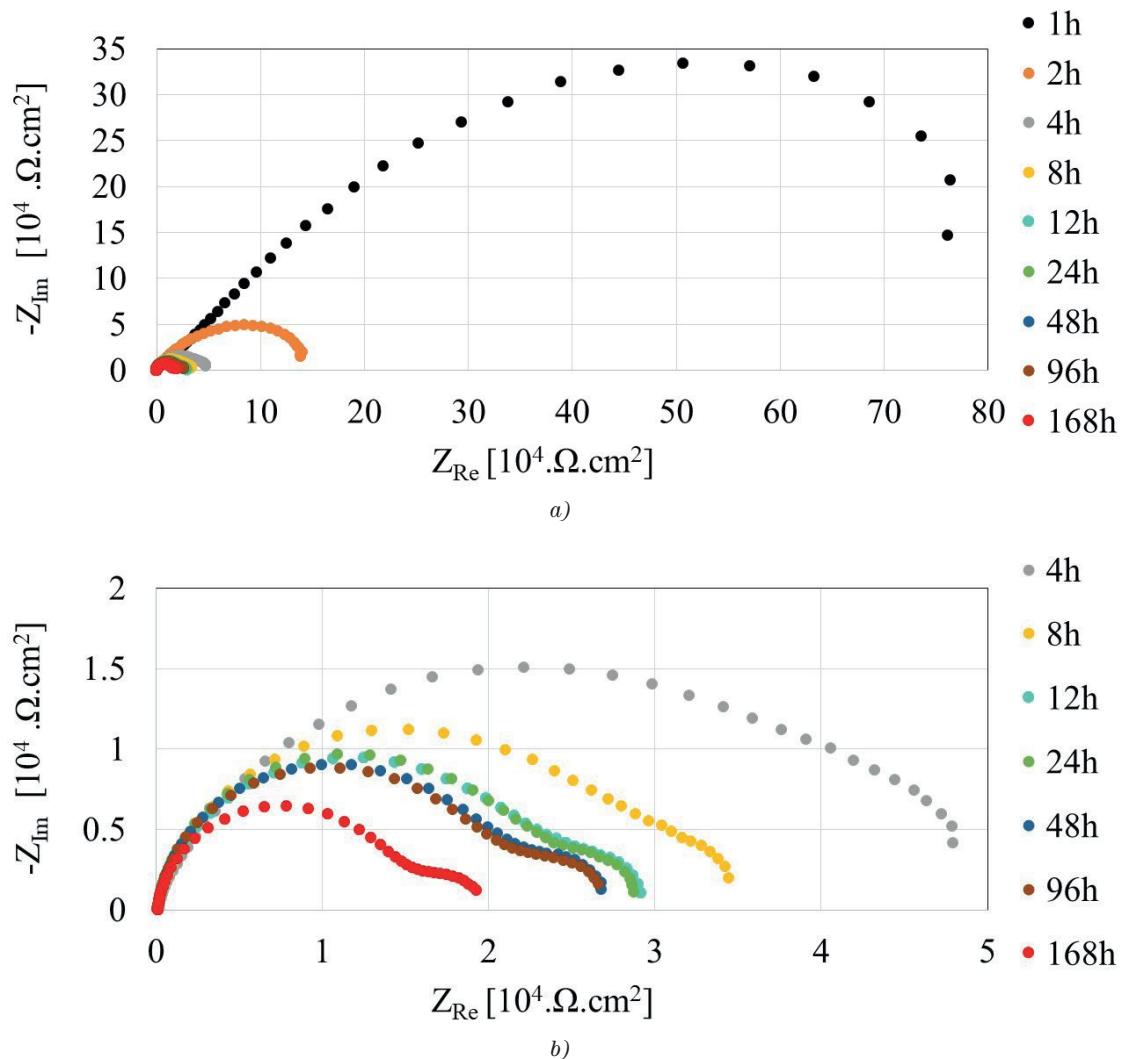 35
30
25
20
15
10
5
0
-Z_Im [10^4 .Ω.cm^2]
0 10 20 30 40 50 60 70 80
Z_Re [10^4.Ω.cm^2]
1h
2h
4h
8h
12h
24h
48h
96h
168h
a)
2
1.5
1
0.5
0
-Z_Im [10^4 .Ω.cm^2]
0 1 2 3 4 5
Z_Re [10^4.Ω.cm^2]
4h
8h
12h
24h
48h
96h
168h
b)